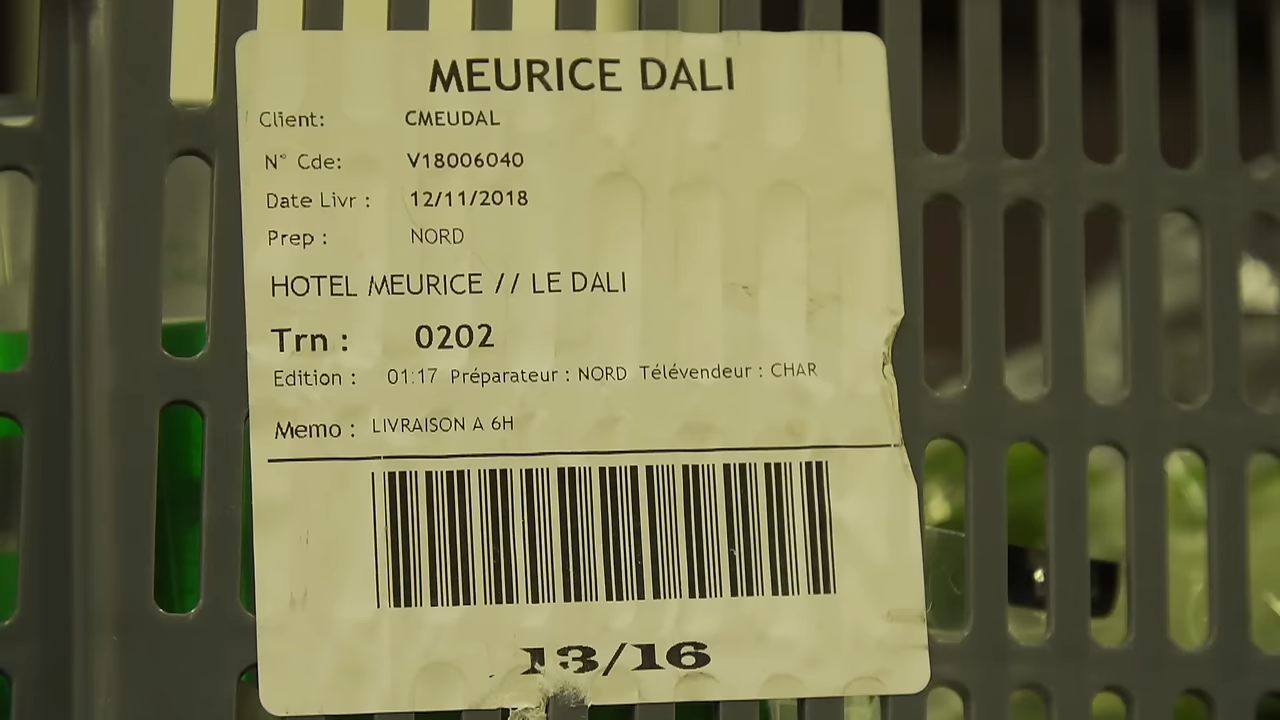 MEURICE DALI
Client: CMEUDAL
N° Cde: V18006040
Date Livr : 12/11/2018
Prep : NORD
HOTEL MEURICE // LE DALI
Trn : 0202
Edition : 01:17 Préparateur : NORD Télévendeur : CHAR
Memo : LIVRAISON A 6H
13/16